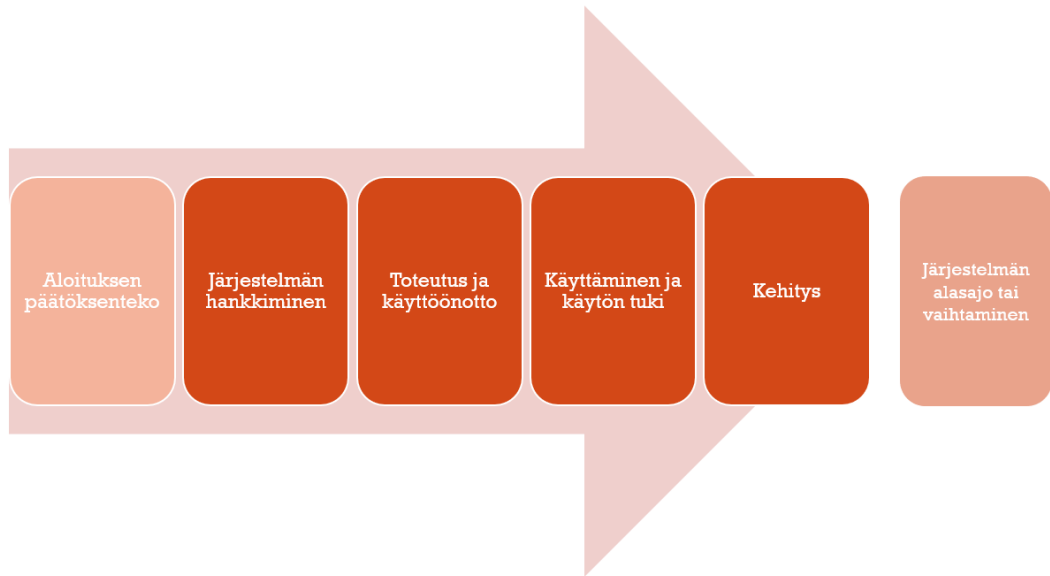 Aloituksen
päätöksenteko
Järjestelmän
hankkiminen
Toteutus ja
käyttöönotto
Käyttäminen ja
käytön tuki
Kehitys
Järjestelmän
alasajo tai
vaihtaminen